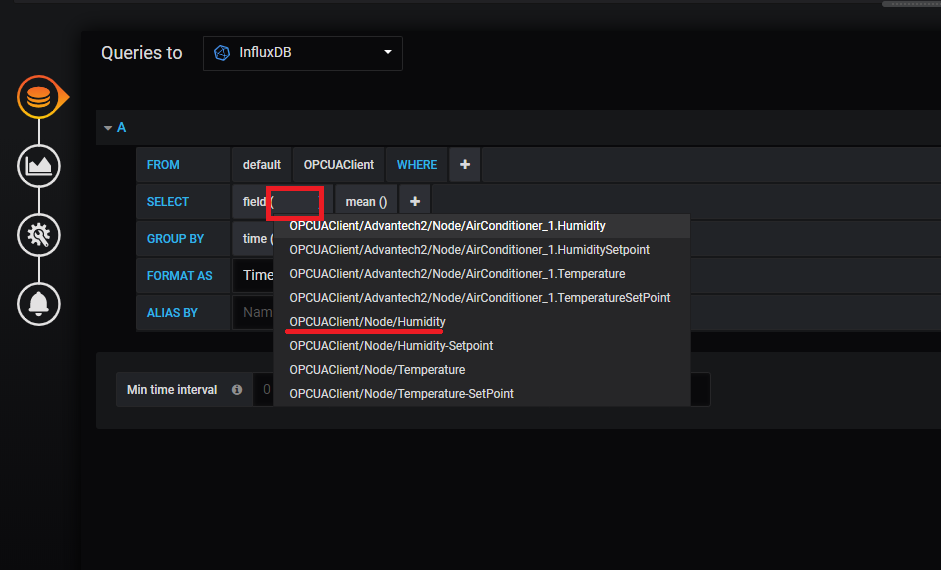 Queries to InfluxDB
A
FROM default OPCUAClient WHERE +
SELECT field ( mean () +
OPCUAClient/Advantech2/Node/AirConditioner_1.Humidity
GROUP BY time (
OPCUAClient/Advantech2/Node/AirConditioner_1.HumiditySetpoint
OPCUAClient/Advantech2/Node/AirConditioner_1.Temperature
FORMAT AS Time
OPCUAClient/Advantech2/Node/AirConditioner_1.TemperatureSetPoint
ALIAS BY Nam
OPCUAClient/Node/Humidity
OPCUAClient/Node/Humidity-Setpoint
OPCUAClient/Node/Temperature
Min time interval 0
OPCUAClient/Node/Temperature-SetPoint